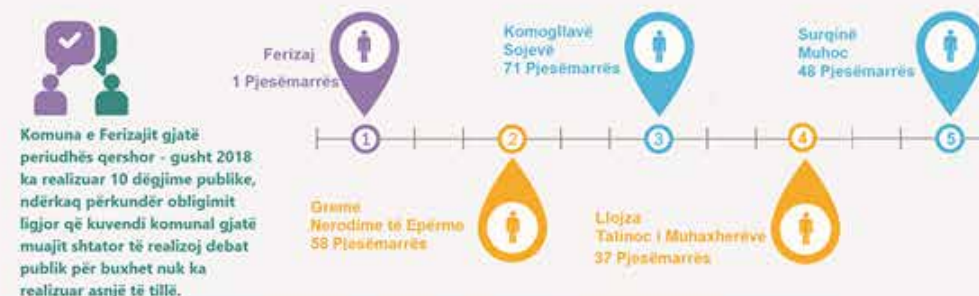 Komuna e Ferizajit gjatë
periudhës qershor - gusht 2018
ka realizuar 10 dëgjime publike,
ndërkaq përkundër obligimit
ligjor që kuvendi komunal gjatë
muajit shtator të realizoj debat
publik për buxhet nuk ka
realizuar asnjë të tillë.
Ferizaj
1 Pjesëmarrës
1
Greme
Nerodime të Epërme
58 Pjesëmarrës
2
Komogllavë
Sojevë
71 Pjesëmarrës
3
Llojza
Talinoc i Muhaxherëve
37 Pjesëmarrës
4
Surqinë
Muhoc
48 Pjesëmarrës
5